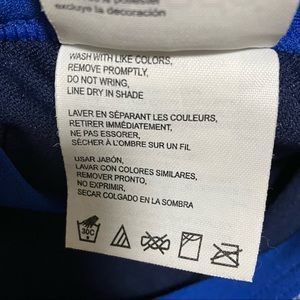 excluye la decoración
WASH WITH LIKE COLORS,
REMOVE PROMPTLY,
DO NOT WRING,
LINE DRY IN SHADE
LAVER EN SÉPARANT LES COULEURS,
RETIRER IMMÉDIATEMENT,
NE PAS ESSORER,
SÉCHER À L'OMBRE SUR UN FIL
USAR JABÓN,
LAVAR CON COLORES SIMILARES,
REMOVER PRONTO,
NO EXPRIMIR,
SECAR COLGADO EN LA SOMBRA
30C